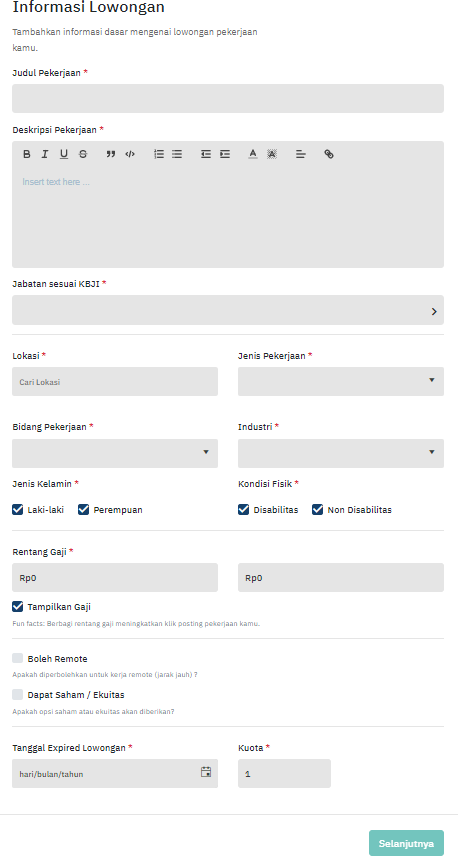 Informasi Lowongan
Tambahkan informasi dasar mengenai lowongan pekerjaan
kamu.
Judul Pekerjaan *
Deskripsi Pekerjaan *
B I U S ” </> A A
Insert text here ...
Jabatan sesuai KBJI *
Lokasi * Jenis Pekerjaan *
Cari Lokasi
Bidang Pekerjaan * Industri *
Jenis Kelamin * Kondisi Fisik *
Laki-laki Perempuan Disabilitas Non Disabilitas
Rentang Gaji *
Rp0 Rp0
Tampilkan Gaji
Fun facts: Berbagi rentang gaji meningkatkan klik posting pekerjaan kamu.
Boleh Remote
Apakah diperbolehkan untuk kerja remote (jarak jauh) ?
Dapat Saham / Ekuitas
Apakah opsi saham atau ekuitas akan diberikan?
Tanggal Expired Lowongan * Kuota *
hari/bulan/tahun 1
Selanjutnya